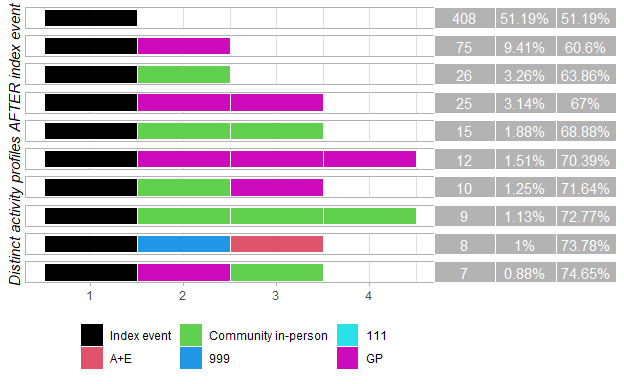 Distinct activity profiles AFTER index event
408 51.19% 51.19%
75 9.41% 60.6%
26 3.26% 63.86%
25 3.14% 67%
15 1.88% 68.88%
12 1.51% 70.39%
10 1.25% 71.64%
9 1.13% 72.77%
8 1% 73.78%
7 0.88% 74.65%
1 2 3 4
Index event Community in-person 111
A+E 999 GP